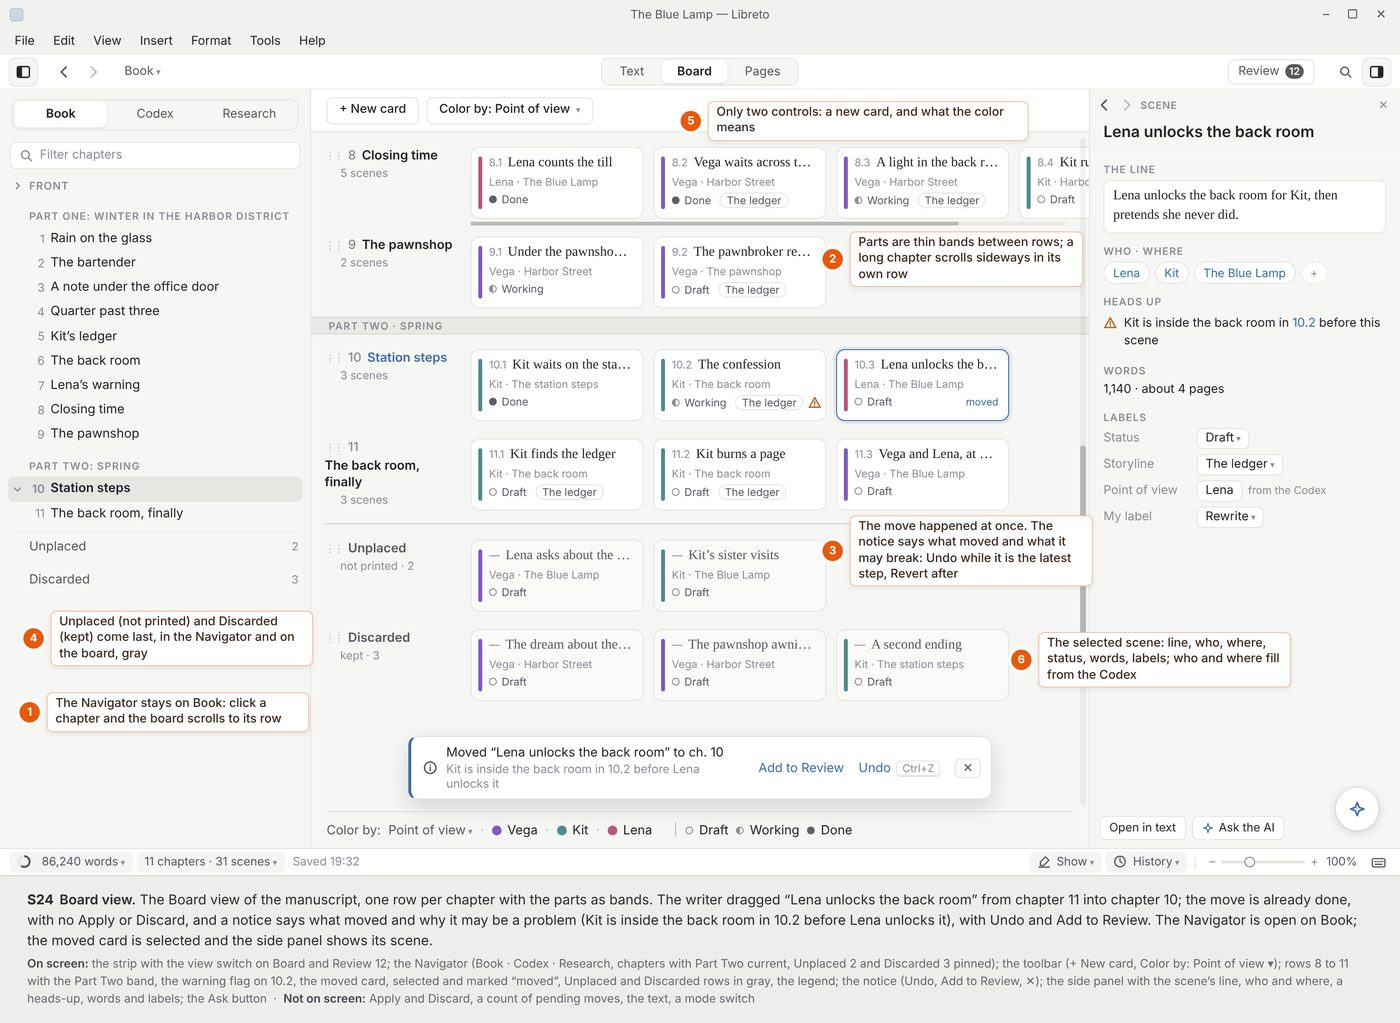 The Blue Lamp — Libreto
File Edit View Insert Format Tools Help
Book
Text Board Pages
Review 12
Book Codex Research
Filter chapters
FRONT
PART ONE: WINTER IN THE HARBOR DISTRICT
1 Rain on the glass
2 The bartender
3 A note under the office door
4 Quarter past three
5 Kit’s ledger
6 The back room
7 Lena’s warning
8 Closing time
9 The pawnshop
PART TWO: SPRING
10 Station steps
11 The back room, finally
Unplaced 2
Discarded 3
4
Unplaced (not printed) and Discarded
(kept) come last, in the Navigator and on
the board, gray
1
The Navigator stays on Book: click a
chapter and the board scrolls to its row
+ New card
Color by: Point of view
5
Only two controls: a new card, and what the color
means
8 Closing time
5 scenes
8.1 Lena counts the till
Lena · The Blue Lamp
Done
8.2 Vega waits across t…
Vega · Harbor Street
Done The ledger
8.3 A light in the back r…
Vega · Harbor Street
Working The ledger
8.4 Kit ru
Kit · Harbo
Draft
9 The pawnshop
2 scenes
9.1 Under the pawnsho…
Vega · Harbor Street
Working
9.2 The pawnbroker re…
Vega · The pawnshop
Draft The ledger
2
Parts are thin bands between rows; a
long chapter scrolls sideways in its
own row
PART TWO · SPRING
10 Station steps
3 scenes
10.1 Kit waits on the sta…
Kit · The station steps
Done
10.2 The confession
Kit · The back room
Working The ledger
10.3 Lena unlocks the b…
Lena · The Blue Lamp
Draft moved
11
The back room,
finally
3 scenes
11.1 Kit finds the ledger
Kit · The back room
Draft The ledger
11.2 Kit burns a page
Kit · The back room
Draft The ledger
11.3 Vega and Lena, at …
Vega · The Blue Lamp
Draft
3
The move happened at once. The
notice says what moved and what it
may break: Undo while it is the latest
step, Revert after
Unplaced
not printed · 2
— Lena asks about the …
Vega · The Blue Lamp
Draft
— Kit’s sister visits
Kit · The Blue Lamp
Draft
Discarded
kept · 3
— The dream about the…
Vega · Harbor Street
Draft
— The pawnshop awni…
Vega · Harbor Street
Draft
— A second ending
Kit · The station steps
Draft
6
The selected scene: line, who, where,
status, words, labels; who and where fill
from the Codex
Moved “Lena unlocks the back room” to ch. 10
Kit is inside the back room in 10.2 before Lena
unlocks it
Add to Review Undo Ctrl+Z
Color by: Point of view · Vega · Kit · Lena Draft Working Done
SCENE
Lena unlocks the back room
THE LINE
Lena unlocks the back room for Kit, then
pretends she never did.
WHO · WHERE
Lena Kit The Blue Lamp +
HEADS UP
Kit is inside the back room in 10.2 before this
scene
WORDS
1,140 · about 4 pages
LABELS
Status Draft
Storyline The ledger
Point of view Lena from the Codex
My label Rewrite
Open in text Ask the AI
86,240 words 11 chapters · 31 scenes Saved 19:32
Show History − + 100%
S24 Board view. The Board view of the manuscript, one row per chapter with the parts as bands. The writer dragged “Lena unlocks the back room” from chapter 11 into chapter 10; the move is already done,
with no Apply or Discard, and a notice says what moved and why it may be a problem (Kit is inside the back room in 10.2 before Lena unlocks it), with Undo and Add to Review. The Navigator is open on Book;
the moved card is selected and the side panel shows its scene.
On screen: the strip with the view switch on Board and Review 12; the Navigator (Book · Codex · Research, chapters with Part Two current, Unplaced 2 and Discarded 3 pinned); the toolbar (+ New card, Color by: Point of view ▾); rows 8 to 11
with the Part Two band, the warning flag on 10.2, the moved card, selected and marked “moved”, Unplaced and Discarded rows in gray, the legend; the notice (Undo, Add to Review, ✕); the side panel with the scene’s line, who and where, a
heads-up, words and labels; the Ask button · Not on screen: Apply and Discard, a count of pending moves, the text, a mode switch